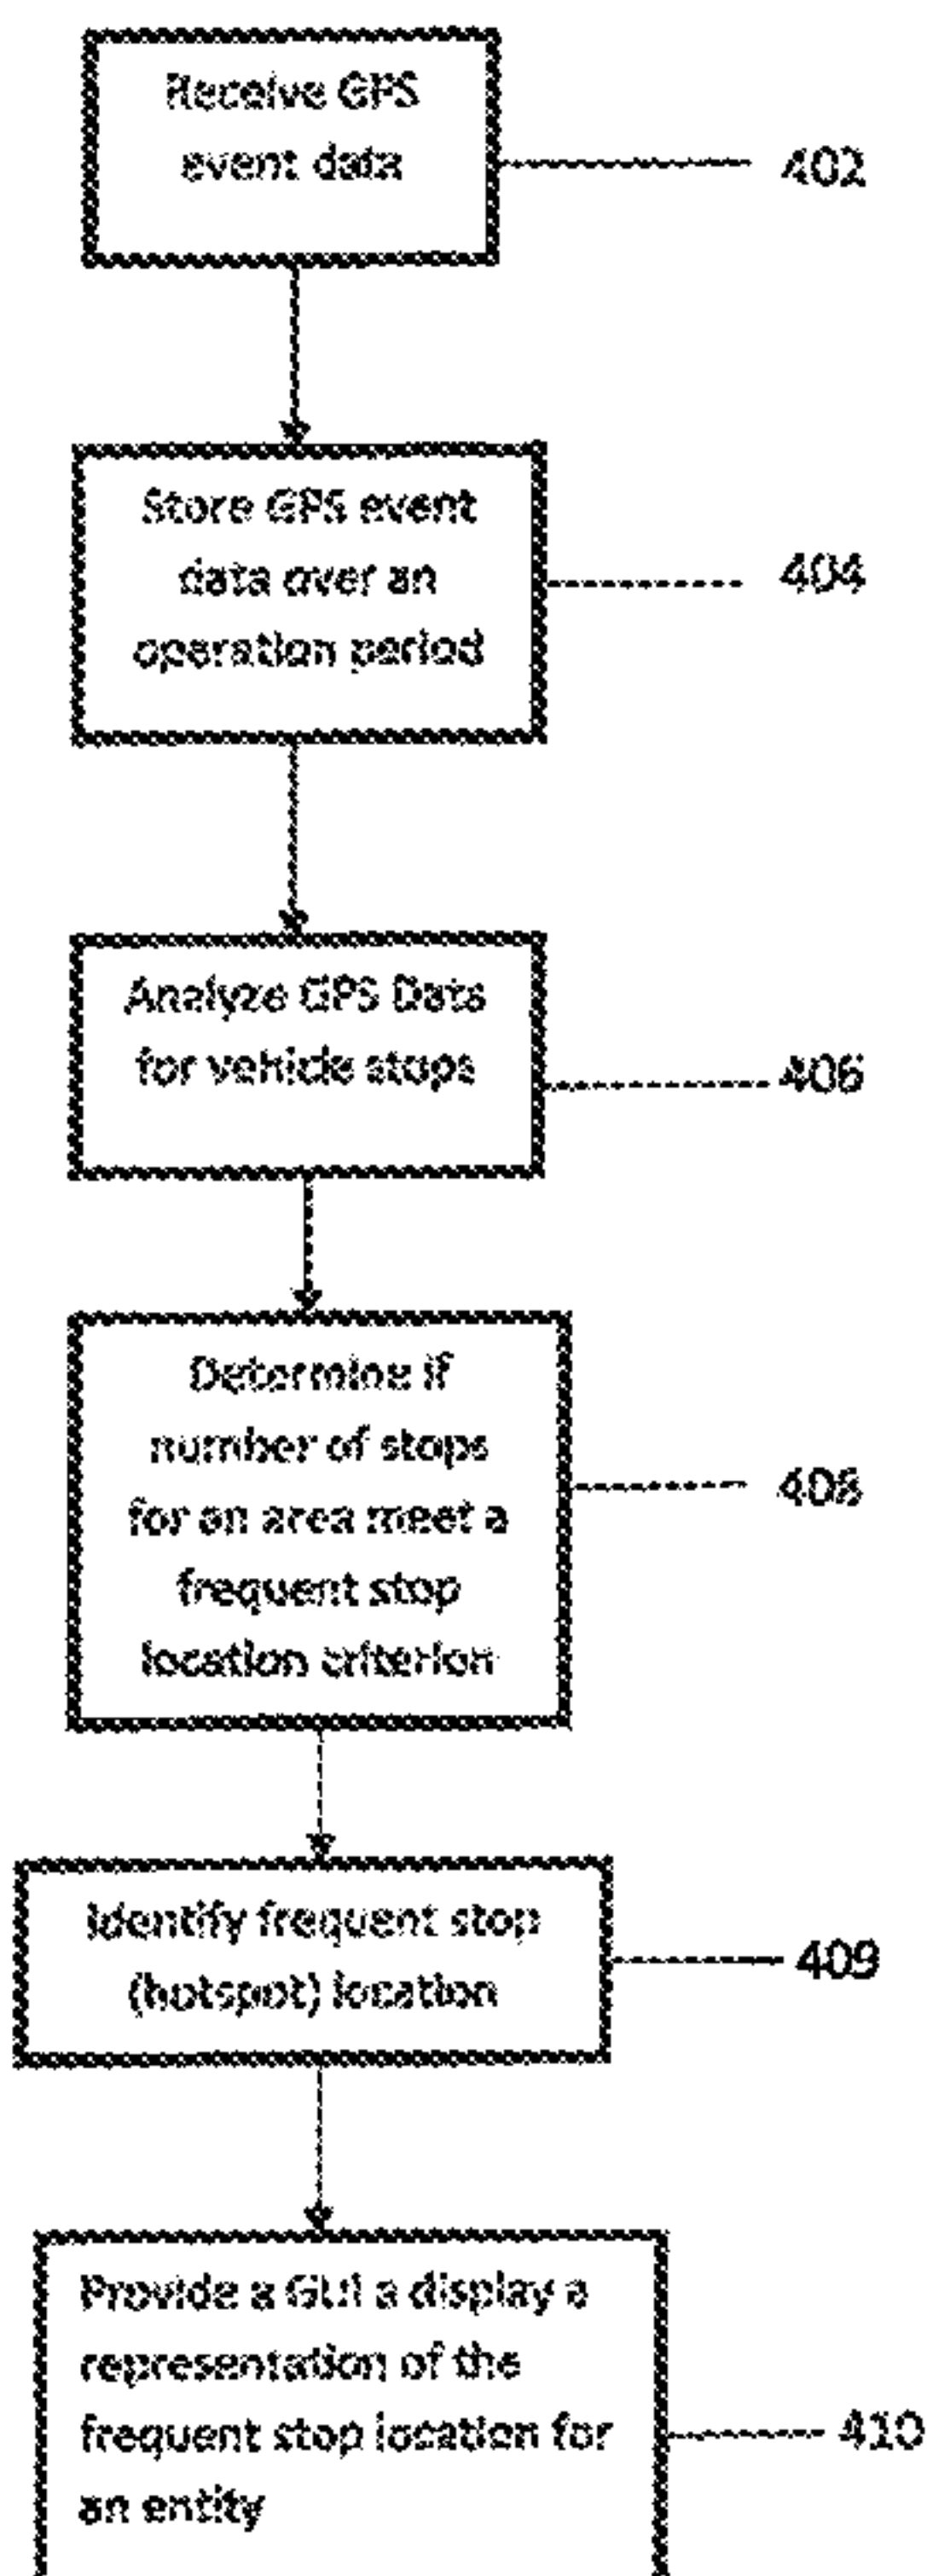 Receive GPS
event data
402
Store GPS event
data over an
operation period
404
Analyze GPS Data
for vehicle stops
406
Determine if
number of stops
for an area meet a
frequent stop
location criterion
408
Identify frequent stop
(hotspot) location
409
Provide a GUI a display a
representation of the
frequent stop location for
an entity
410